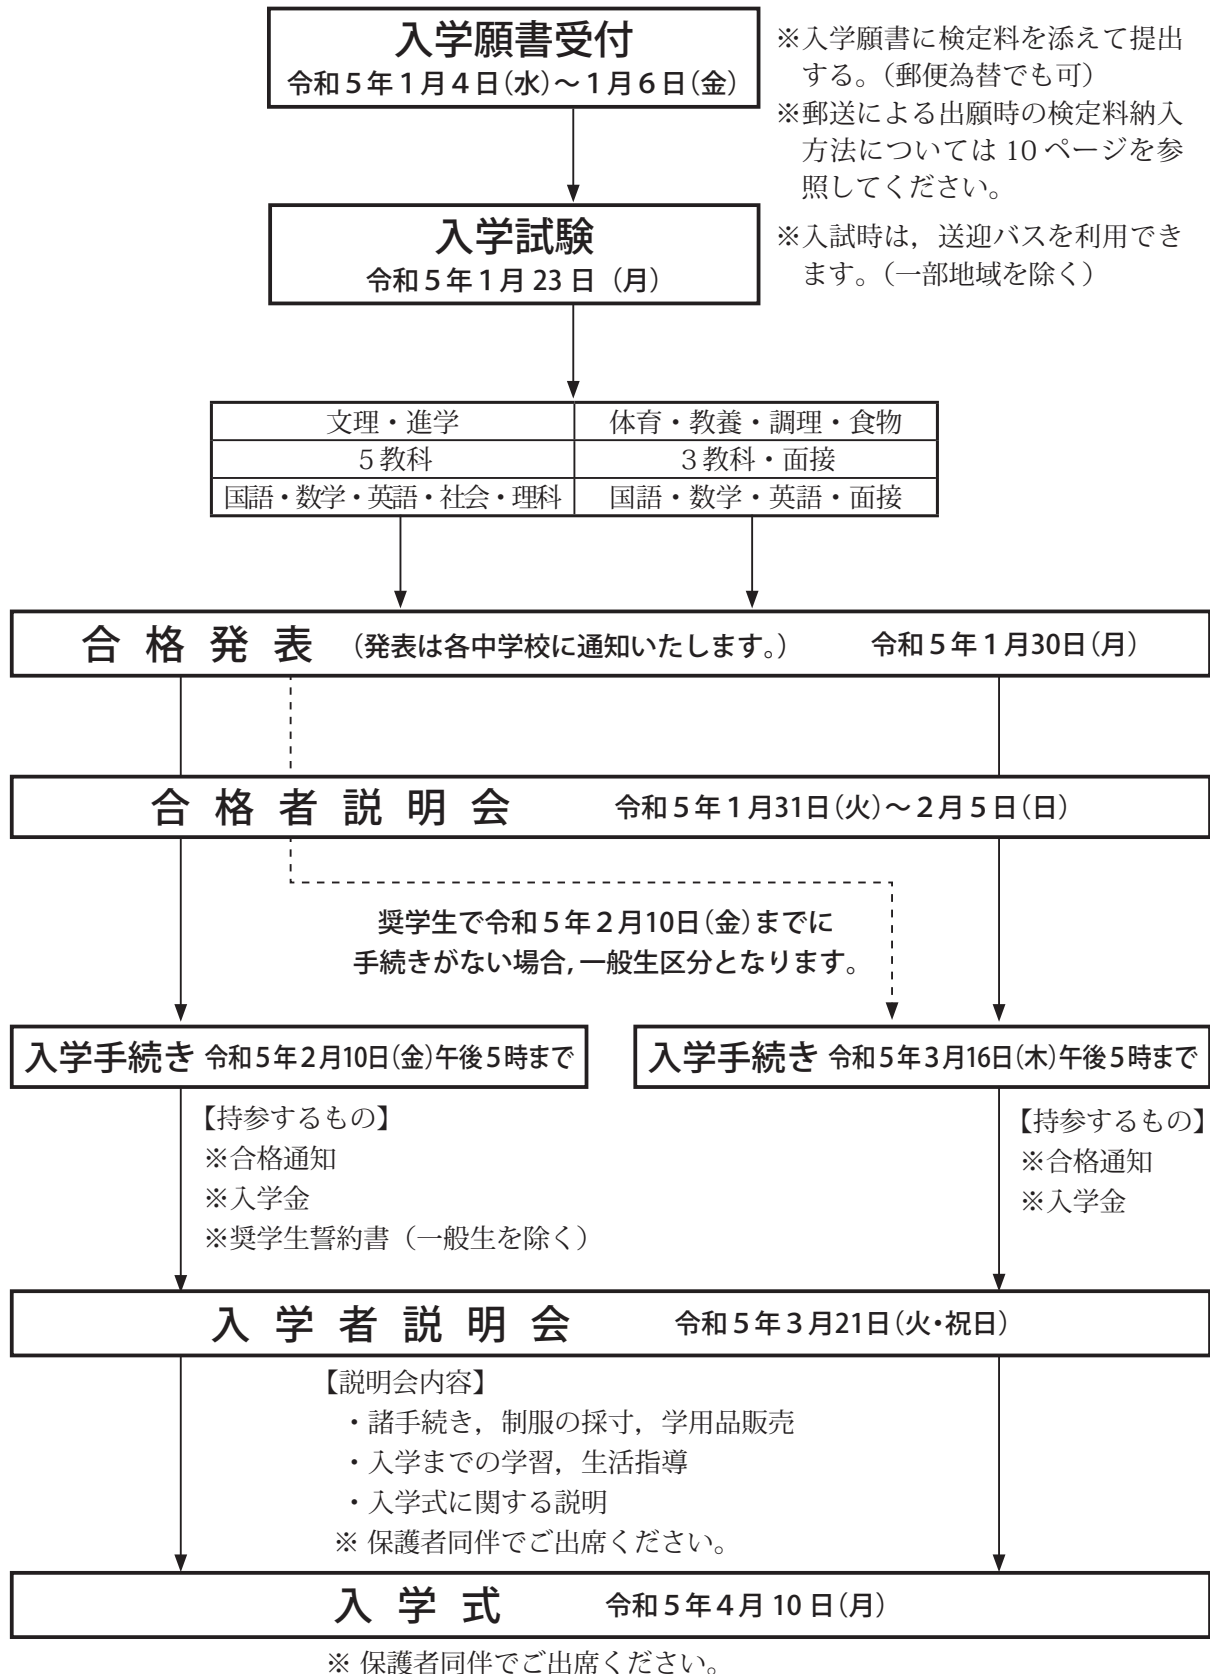 入学願書受付
令和5年1月4日(水)～1月6日(金)
※入学願書に検定料を添えて提出
する。（郵便為替でも可）
※郵送による出願時の検定料納入
方法については 10 ページを参
照してください。
入学試験
令和5年1月 23 日（月）
※入試時は，送迎バスを利用でき
ます。（一部地域を除く）
文理・進学
体育・教養・調理・食物
5教科
3教科・面接
国語・数学・英語・社会・理科
国語・数学・英語・面接
合格発表（発表は各中学校に通知いたします。） 令和5年1月30日(月)
合格者説明会 令和5年1月31日(火)～2月5日(日)
奨学生で令和5年2月10日(金)までに
手続きがない場合,一般生区分となります。
入学手続き 令和5年2月10日(金)午後5時まで
入学手続き 令和5年3月16日(木)午後5時まで
【持参するもの】
※合格通知
※入学金
※奨学生誓約書（一般生を除く）
【持参するもの】
※合格通知
※入学金
入学者説明会 令和5年3月21日(火・祝日)
【説明会内容】
・諸手続き，制服の採寸，学用品販売
・入学までの学習，生活指導
・入学式に関する説明
※ 保護者同伴でご出席ください。
入学式 令和5年4月 10 日(月)
※ 保護者同伴でご出席ください。